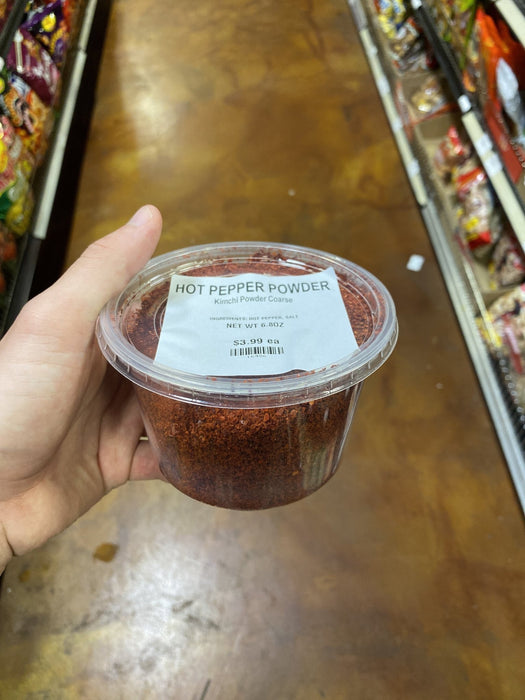 HOT PEPPER POWDER
Kimchi Powder Coarse
INGREDIENTS: HOT PEPPER, SALT
NET WT 6.8OZ
$3.99 ea